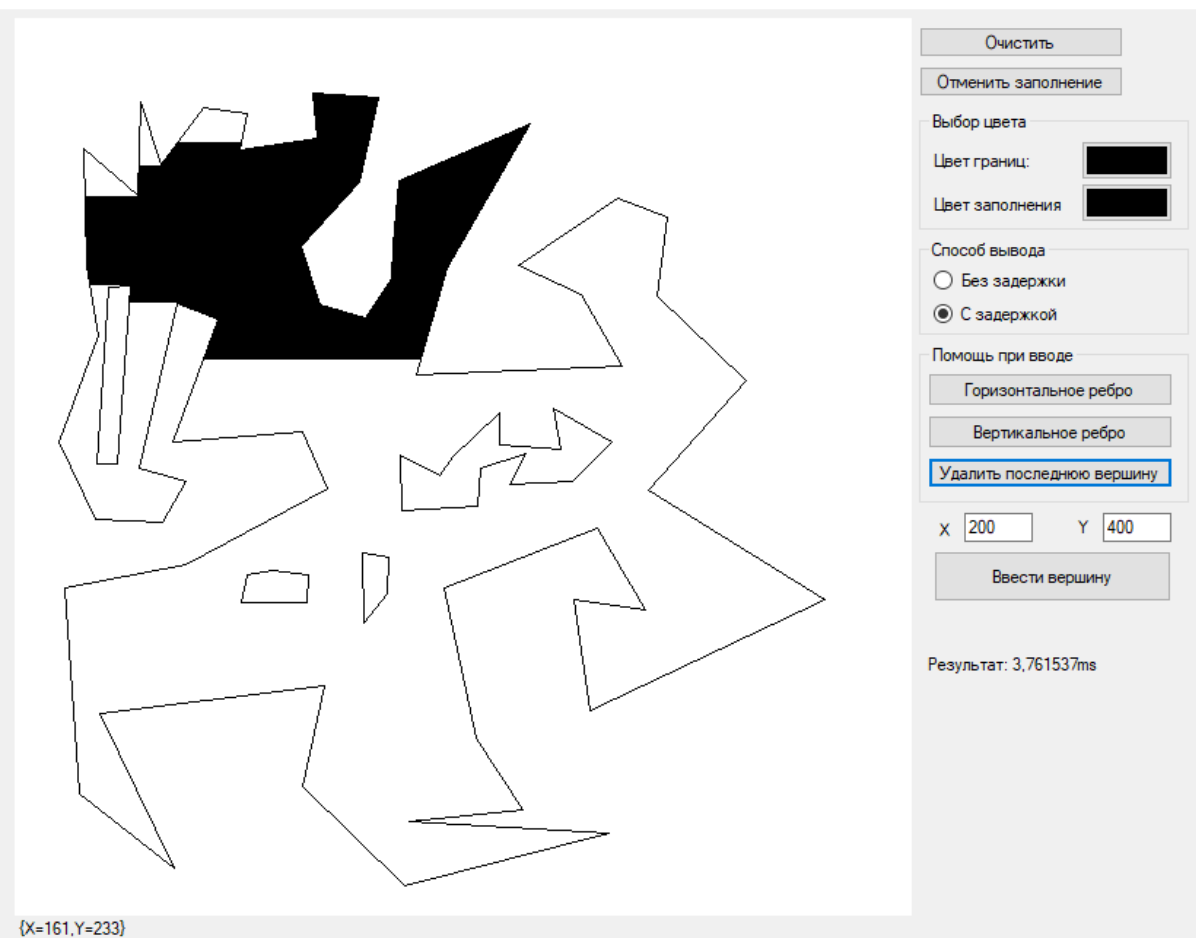 Очистить
Отменить заполнение
Выбор цвета
Цвет границ:
Цвет заполнения
Способ вывода
Без задержки
С задержкой
Помощь при вводе
Горизонтальное ребро
Вертикальное ребро
Удалить последнюю вершину
X 200 Y 400
Ввести вершину
Результат: 3,761537ms
{X=161,Y=233}